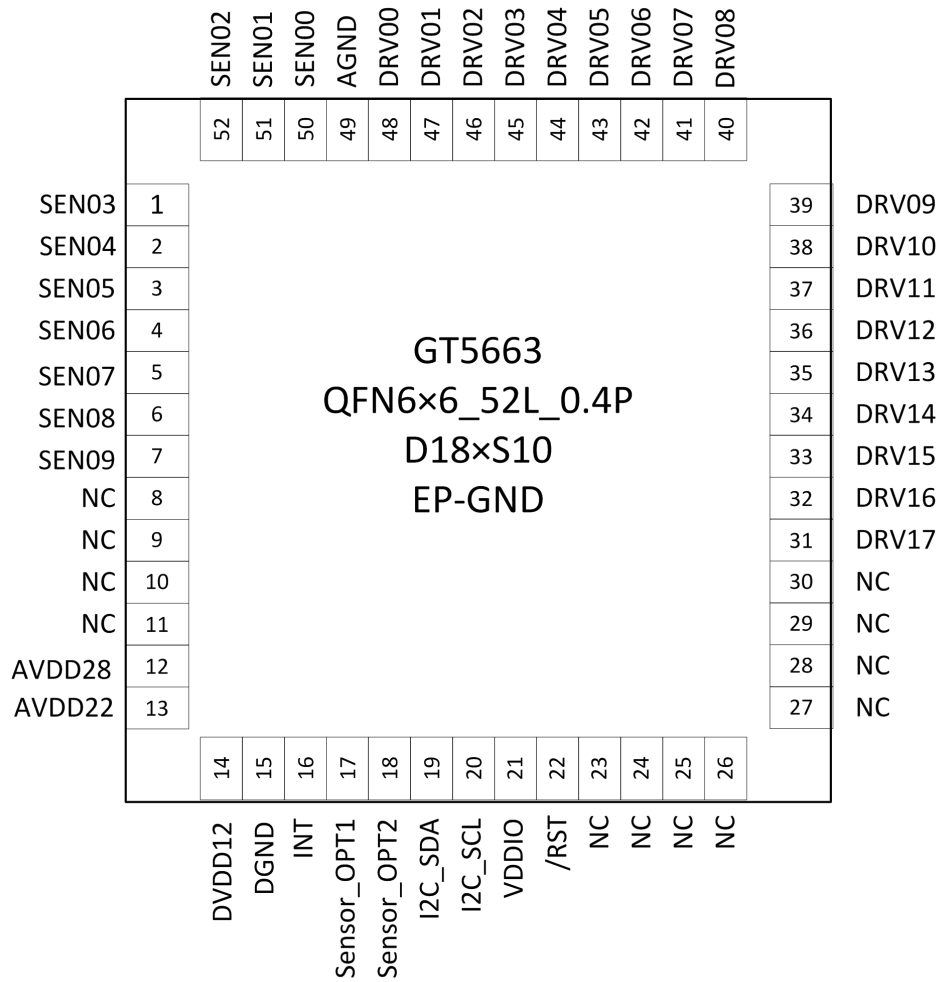 SEN02 SEN01 SEN00 AGND DRV00 DRV01 DRV02 DRV03 DRV04 DRV05 DRV06 DRV07 DRV08
52 51 50 49 48 47 46 45 44 43 42 41 40
SEN03 1 39 DRV09
SEN04 2 38 DRV10
SEN05 3 37 DRV11
SEN06 4 36 DRV12
SEN07 5 35 DRV13
SEN08 6 34 DRV14
SEN09 7 33 DRV15
NC 8 32 DRV16
NC 9 31 DRV17
NC 10 30 NC
NC 11 29 NC
AVDD28 12 28 NC
AVDD22 13 27 NC
GT5663
QFN6×6_52L_0.4P
D18×S10
EP-GND
14 15 16 17 18 19 20 21 22 23 24 25 26
DVDD12 DGND INT Sensor_OPT1 Sensor_OPT2 I2C_SDA I2C_SCL VDDIO /RST NC NC NC NC